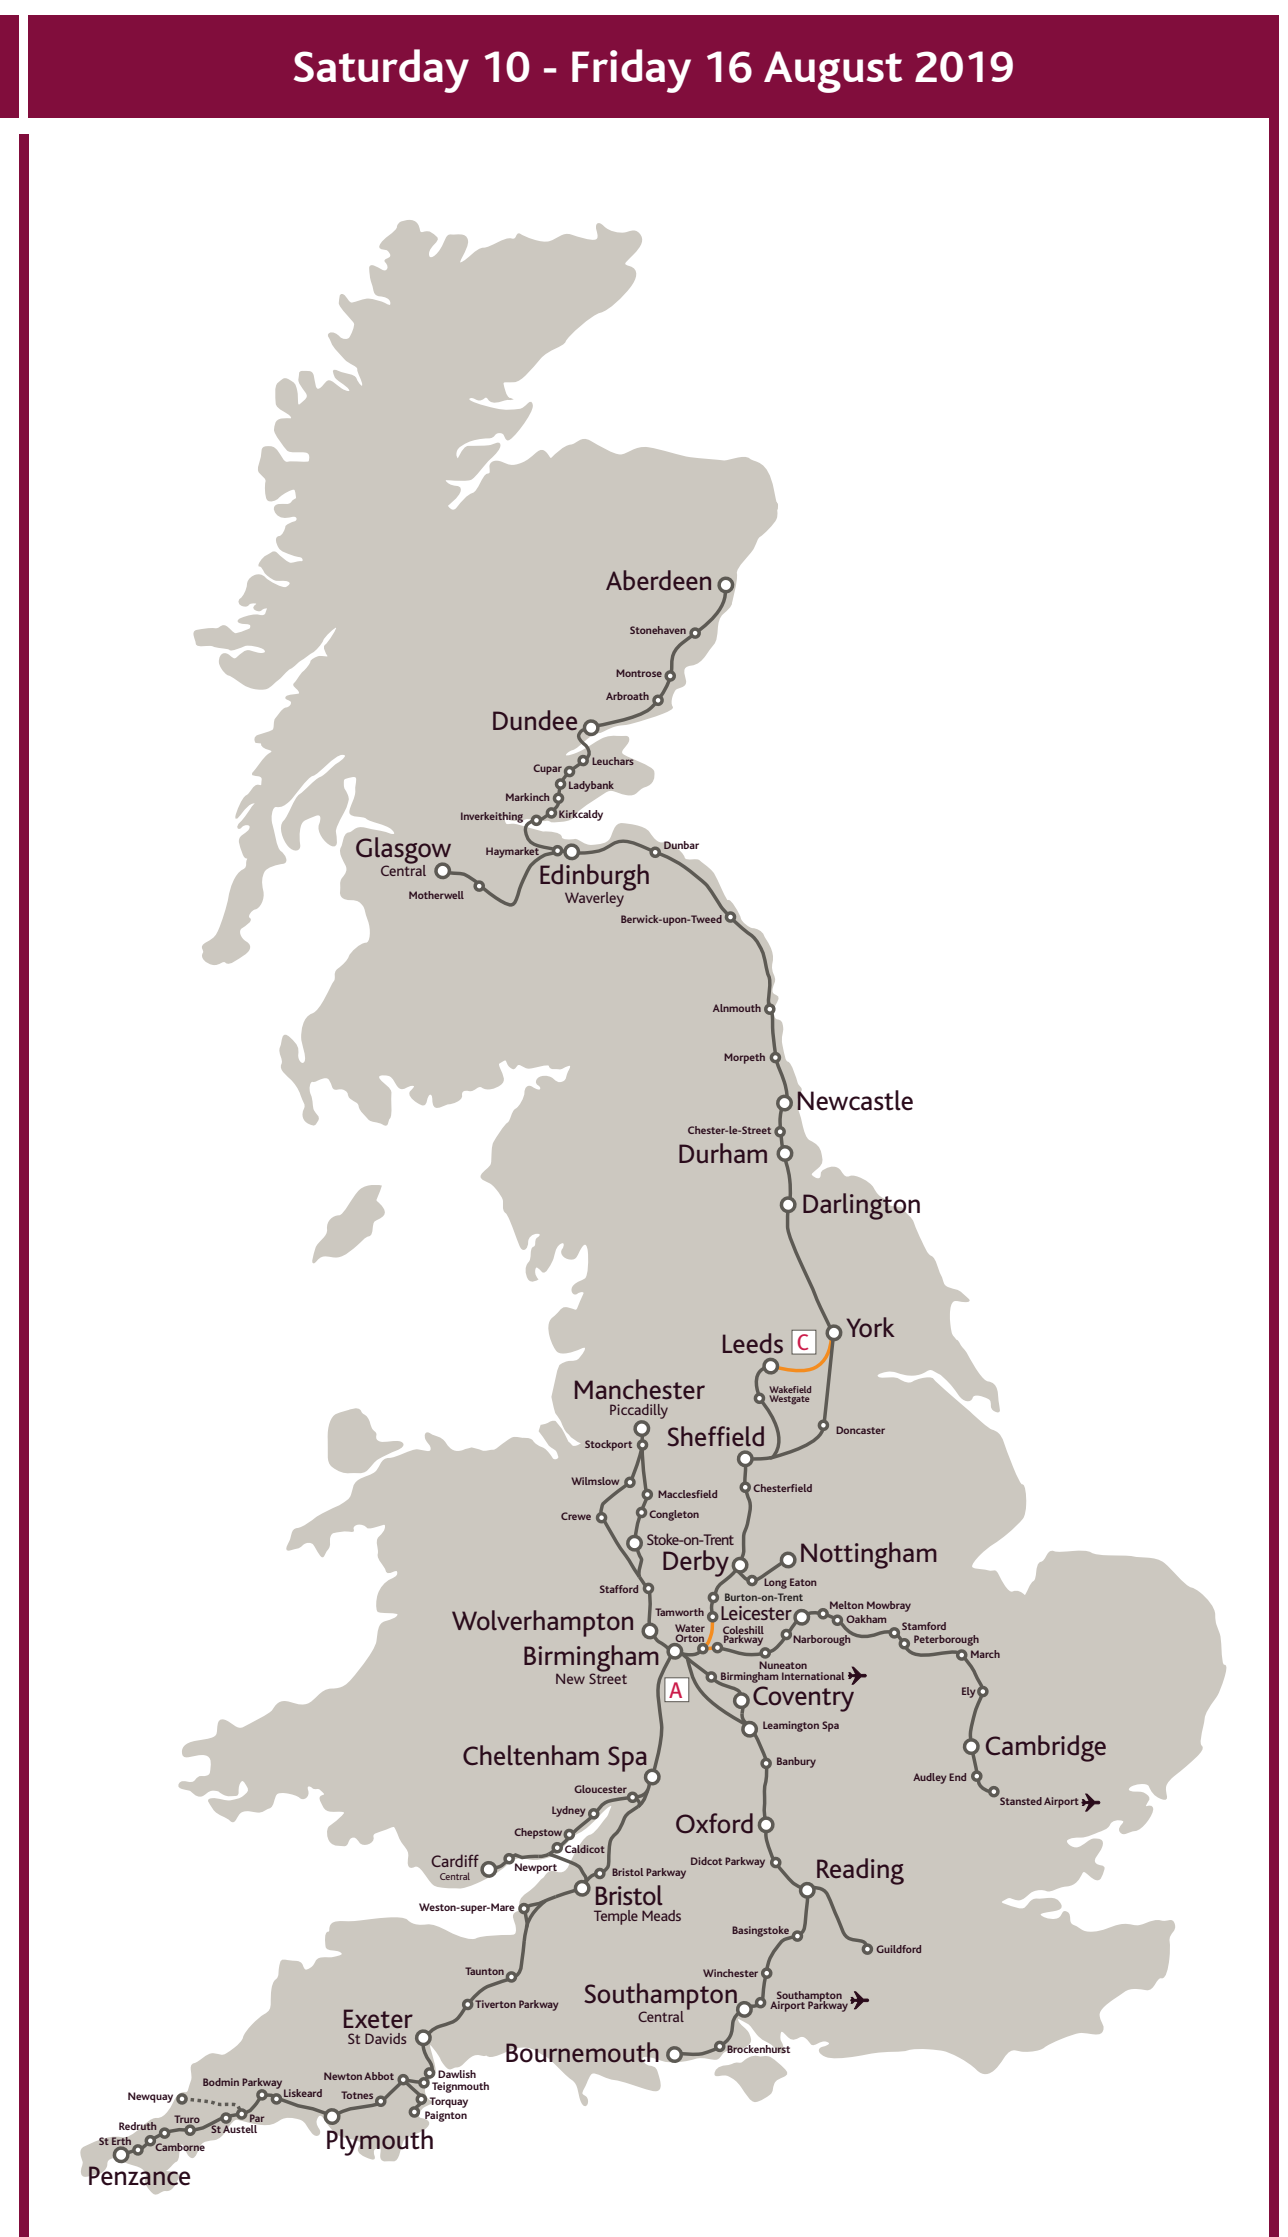 Saturday 10 - Friday 16 August 2019
Aberdeen
Stonehaven
Montrose
Arbroath
Dundee
Leuchars
Cupar
Ladybank
Markinch
Kirkcaldy
Inverkeithing
Glasgow
Central
Haymarket
Dunbar
Edinburgh
Waverley
Motherwell
Berwick-upon-Tweed
Alnmouth
Morpeth
Newcastle
Chester-le-Street
Durham
Darlington
York
Leeds
C
Wakefield
Westgate
Manchester
Piccadilly
Doncaster
Sheffield
Stockport
Wilmslow
Chesterfield
Macclesfield
Crewe
Congleton
Stoke-on-Trent
Derby
Nottingham
Long Eaton
Stafford
Burton-on-Trent
Tamworth
Leicester
Melton Mowbray
Oakham
Wolverhampton
Water
Orton
Coleshill
Parkway
Narborough
Stamford
Peterborough
March
Birmingham
New Street
Nuneaton
Birmingham International
A
Coventry
Ely
Leamington Spa
Cambridge
Cheltenham Spa
Banbury
Audley End
Stansted Airport
Gloucester
Lydney
Oxford
Chepstow
Caldicot
Cardiff
Central
Newport
Bristol Parkway
Didcot Parkway
Reading
Bristol
Temple Meads
Weston-super-Mare
Basingstoke
Guildford
Taunton
Winchester
Southampton
Central
Southampton
Airport Parkway
Tiverton Parkway
Exeter
St Davids
Bournemouth
Brockenhurst
Dawlish
Teignmouth
Newton Abbot
Bodmin Parkway
Liskeard
Totnes
Torquay
Paignton
Newquay
Par
St Austell
Truro
Redruth
Plymouth
St Erth
Camborne
Penzance